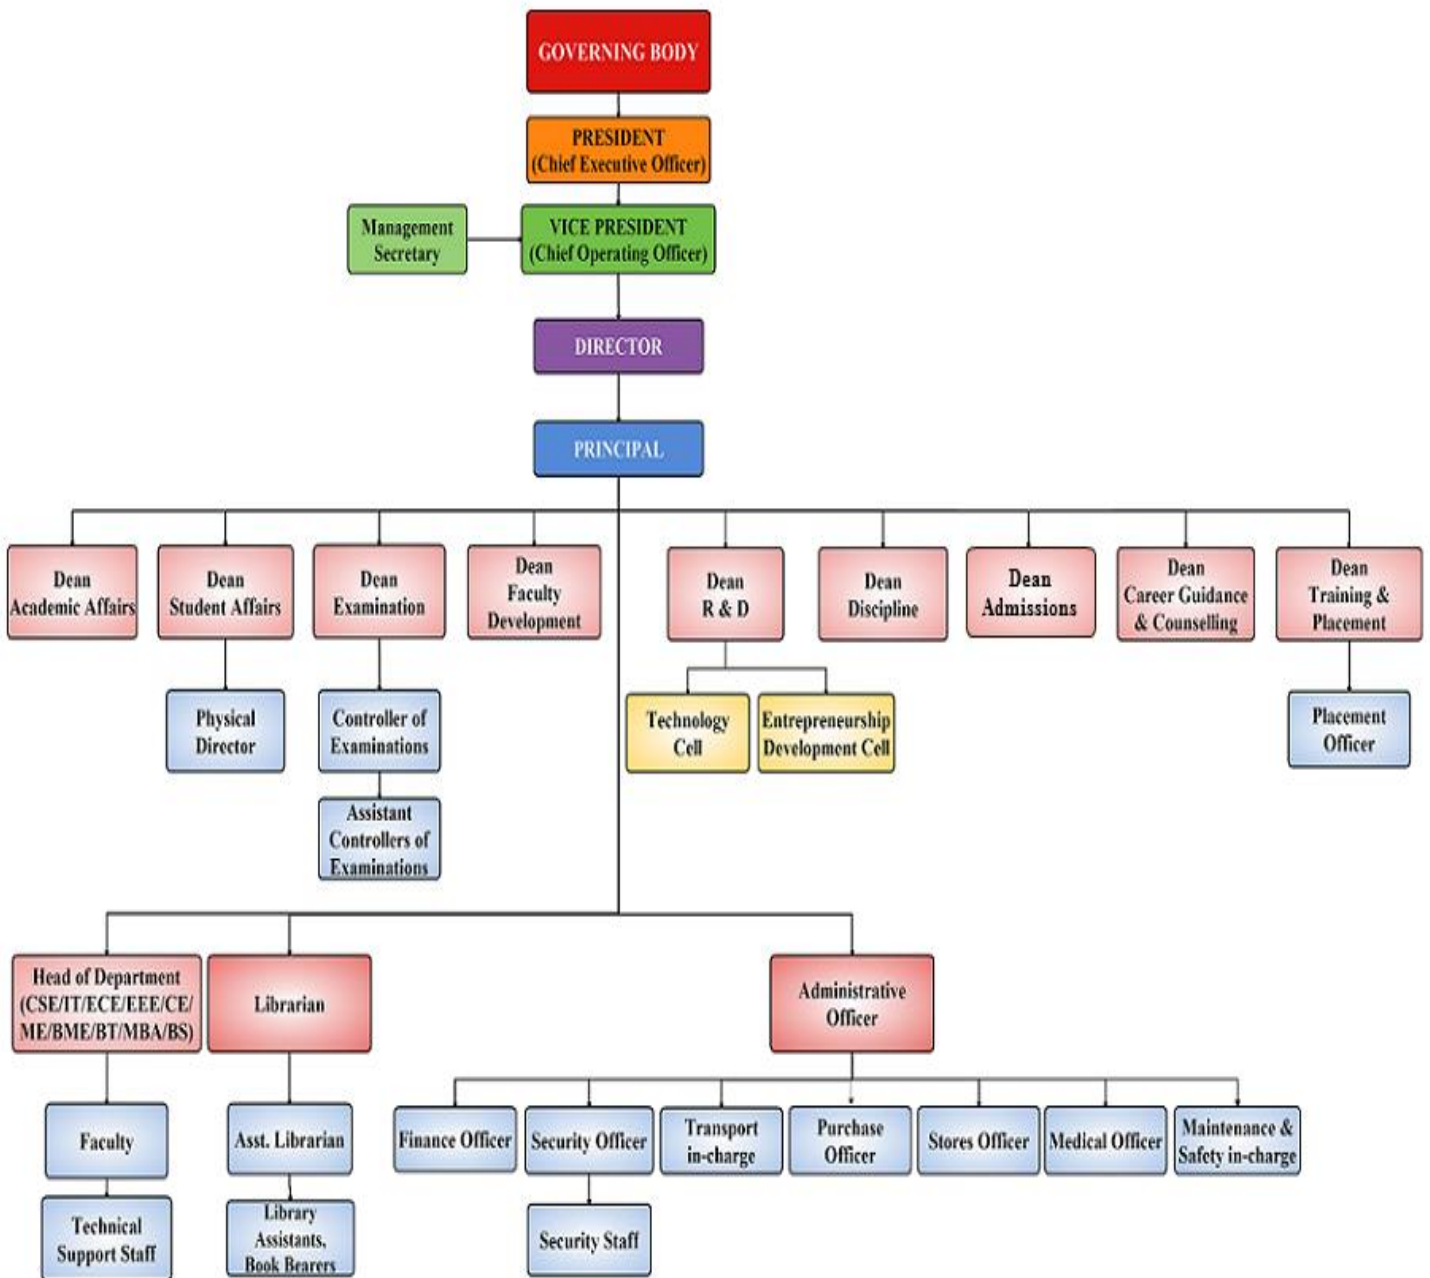 GOVERNING BODY
PRESIDENT
(Chief Executive Officer)
Management
Secretary
VICE PRESIDENT
(Chief Operating Officer)
DIRECTOR
PRINCIPAL
Dean
Academic Affairs
Dean
Student Affairs
Dean
Examination
Dean
Faculty
Development
Dean
R & D
Dean
Discipline
Dean
Admissions
Dean
Career Guidance
& Counselling
Dean
Training &
Placement
Physical
Director
Controller of
Examinations
Technology
Cell
Entrepreneurship
Development Cell
Placement
Officer
Assistant
Controllers of
Examinations
Head of Department
(CSE/IT/ECE/EEE/CE/
ME/BME/BT/MBA/BS)
Librarian
Administrative
Officer
Faculty
Asst. Librarian
Finance Officer
Security Officer
Transport
in-charge
Purchase
Officer
Stores Officer
Medical Officer
Maintenance &
Safety in-charge
Technical
Support Staff
Library
Assistants,
Book Bearers
Security Staff